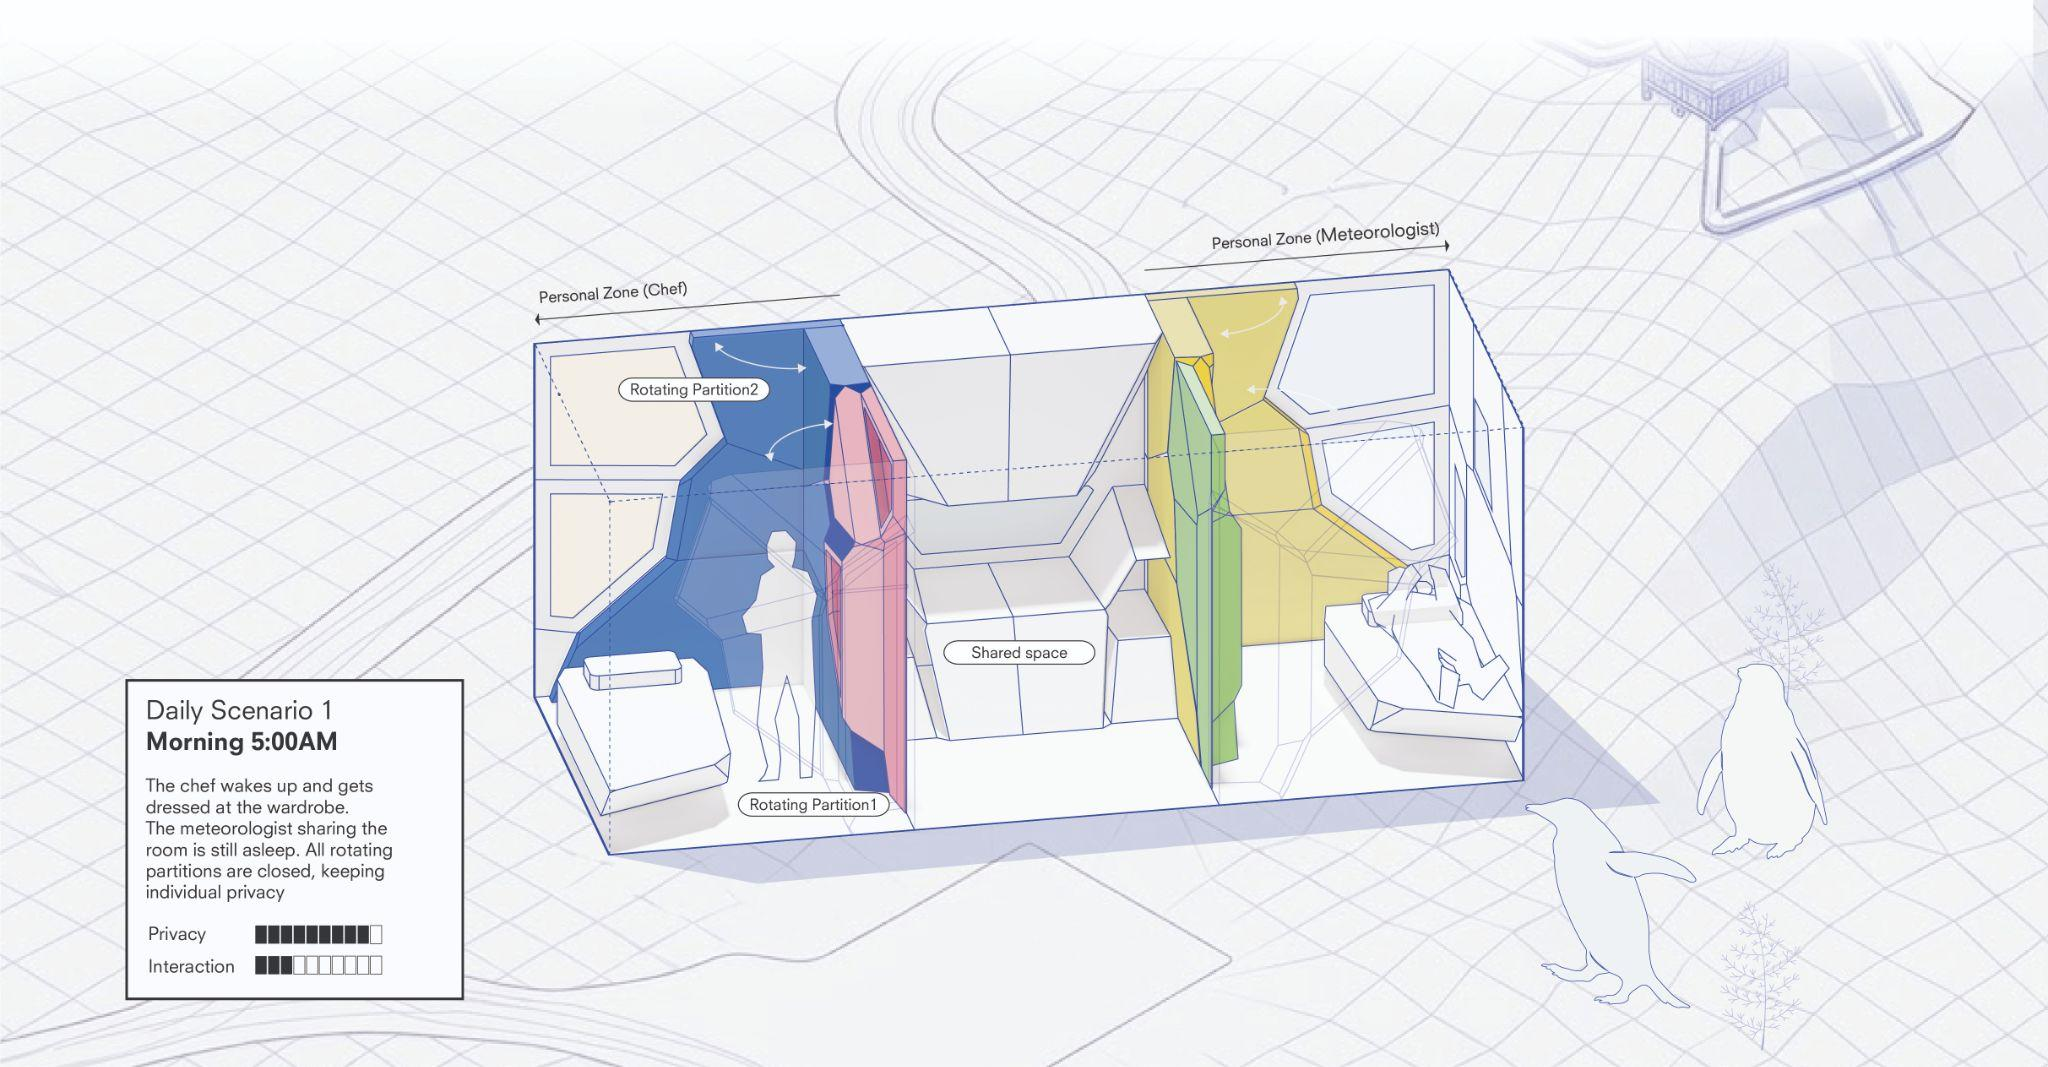 Personal Zone (Meteorologist)
Personal Zone (Chef)
Rotating Partition2
Shared space
Rotating Partition1
Daily Scenario 1
Morning 5:00AM
The chef wakes up and gets
dressed at the wardrobe.
The meteorologist sharing the
room is still asleep. All rotating
partitions are closed, keeping
individual privacy
Privacy
Interaction